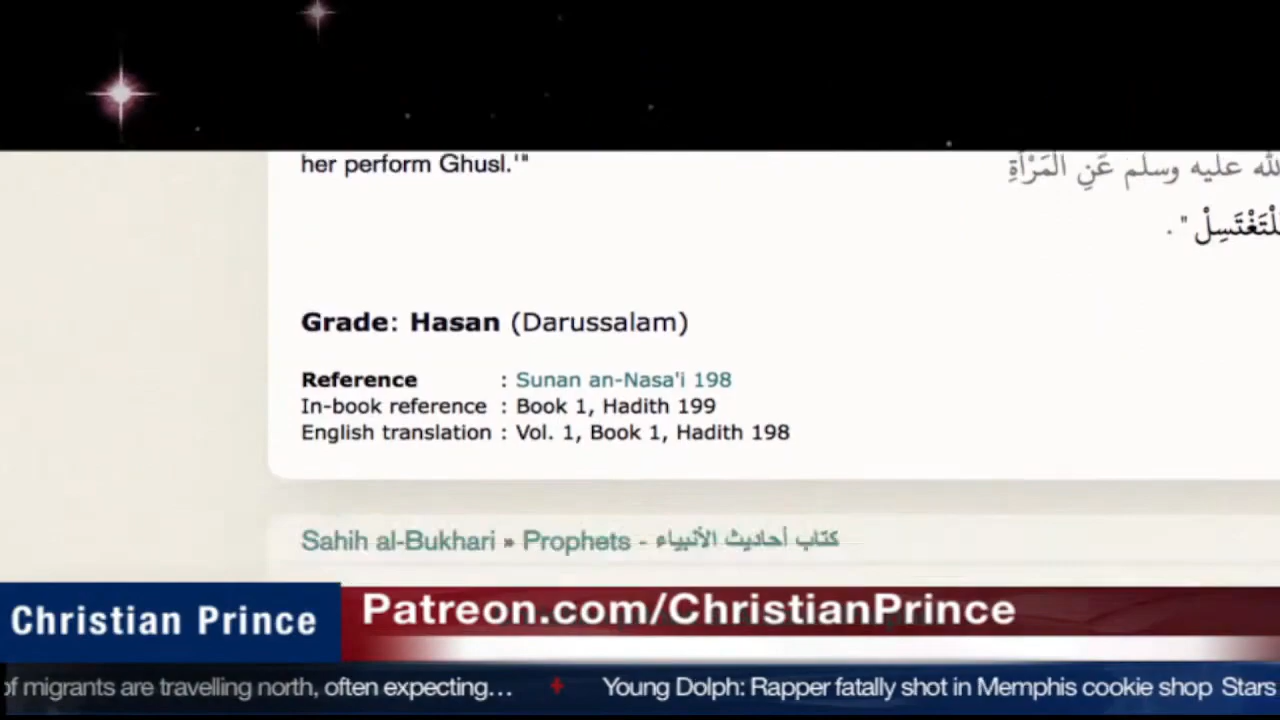 her perform Ghusl.'"
لله عليه وسلم عَنِ الْمَرْأَةِ
" .
Grade: Hasan (Darussalam)
Reference : Sunan an-Nasa'i 198
In-book reference : Book 1, Hadith 199
English translation : Vol. 1, Book 1, Hadith 198
Sahih al-Bukhari » Prophets - كتاب أحاديث الأنبياء
Christian Prince
Patreon.com/ChristianPrince
of migrants are travelling north, often expecting... Young Dolph: Rapper fatally shot in Memphis cookie shop Stars